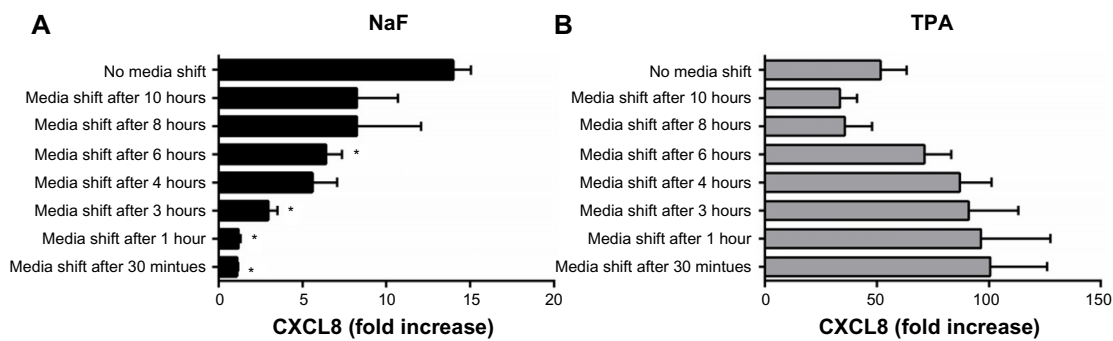 A
NaF
No media shift
Media shift after 10 hours
Media shift after 8 hours
Media shift after 6 hours
*
Media shift after 4 hours
Media shift after 3 hours
*
Media shift after 1 hour
*
Media shift after 30 mintues
*
0 5 10 15 20
CXCL8 (fold increase)
B
TPA
No media shift
Media shift after 10 hours
Media shift after 8 hours
Media shift after 6 hours
Media shift after 4 hours
Media shift after 3 hours
Media shift after 1 hour
Media shift after 30 mintues
0 50 100 150
CXCL8 (fold increase)